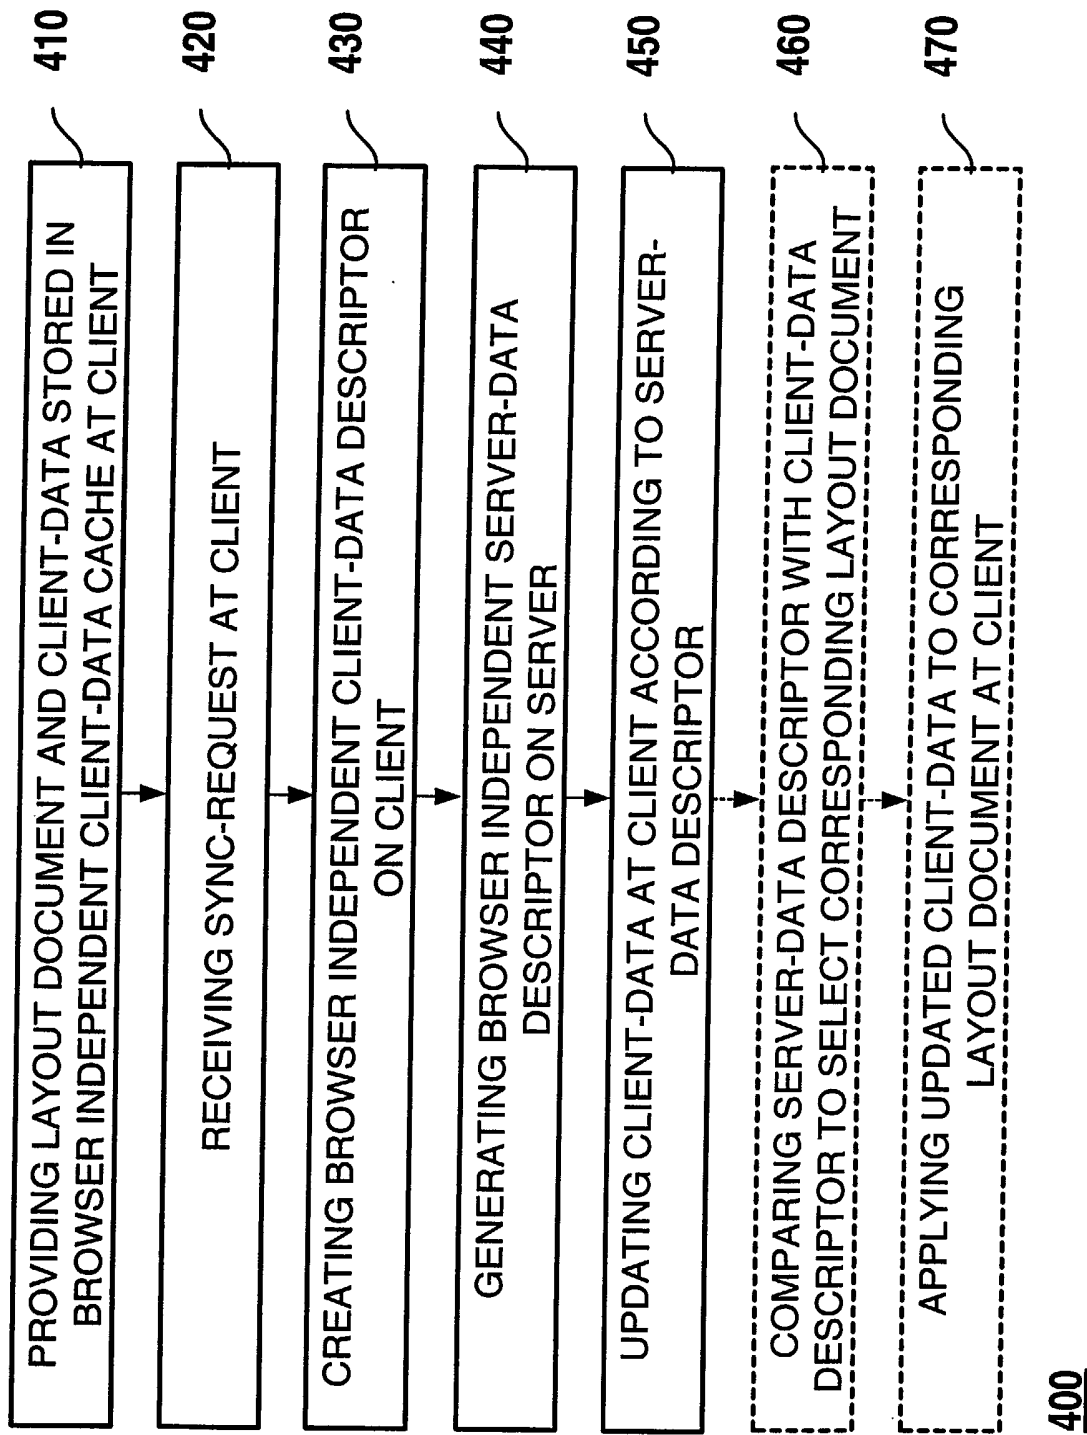 PROVIDING LAYOUT DOCUMENT AND CLIENT-DATA STORED IN
BROWSER INDEPENDENT CLIENT-DATA CACHE AT CLIENT
410
RECEIVING SYNC-REQUEST AT CLIENT
420
CREATING BROWSER INDEPENDENT CLIENT-DATA DESCRIPTOR
ON CLIENT
430
GENERATING BROWSER INDEPENDENT SERVER-DATA
DESCRIPTOR ON SERVER
440
UPDATING CLIENT-DATA AT CLIENT ACCORDING TO SERVER-
DATA DESCRIPTOR
450
COMPARING SERVER-DATA DESCRIPTOR WITH CLIENT-DATA
DESCRIPTOR TO SELECT CORRESPONDING LAYOUT DOCUMENT
460
APPLYING UPDATED CLIENT-DATA TO CORRESPONDING
LAYOUT DOCUMENT AT CLIENT
470
400